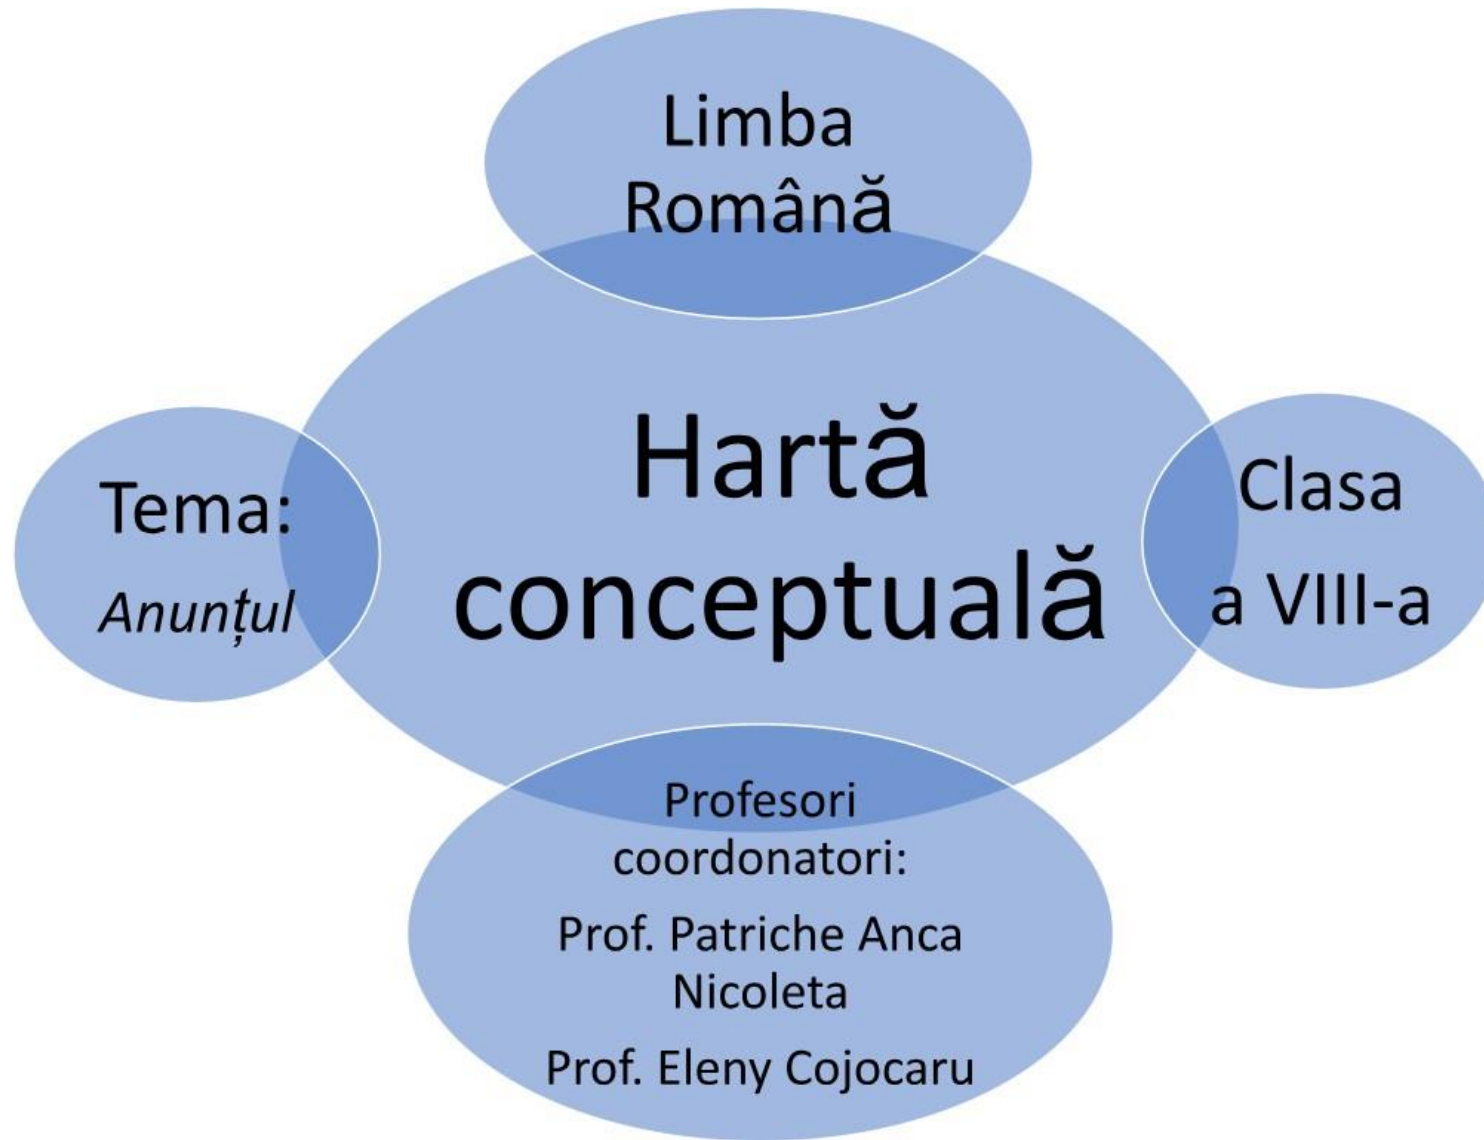 Limba
Română
Hartă
conceptuală
Tema:
Anunțul
Clasa
a VIII-a
Profesori
coordonatori:
Prof. Patriche Anca
Nicoleta
Prof. Eleny Cojocaru